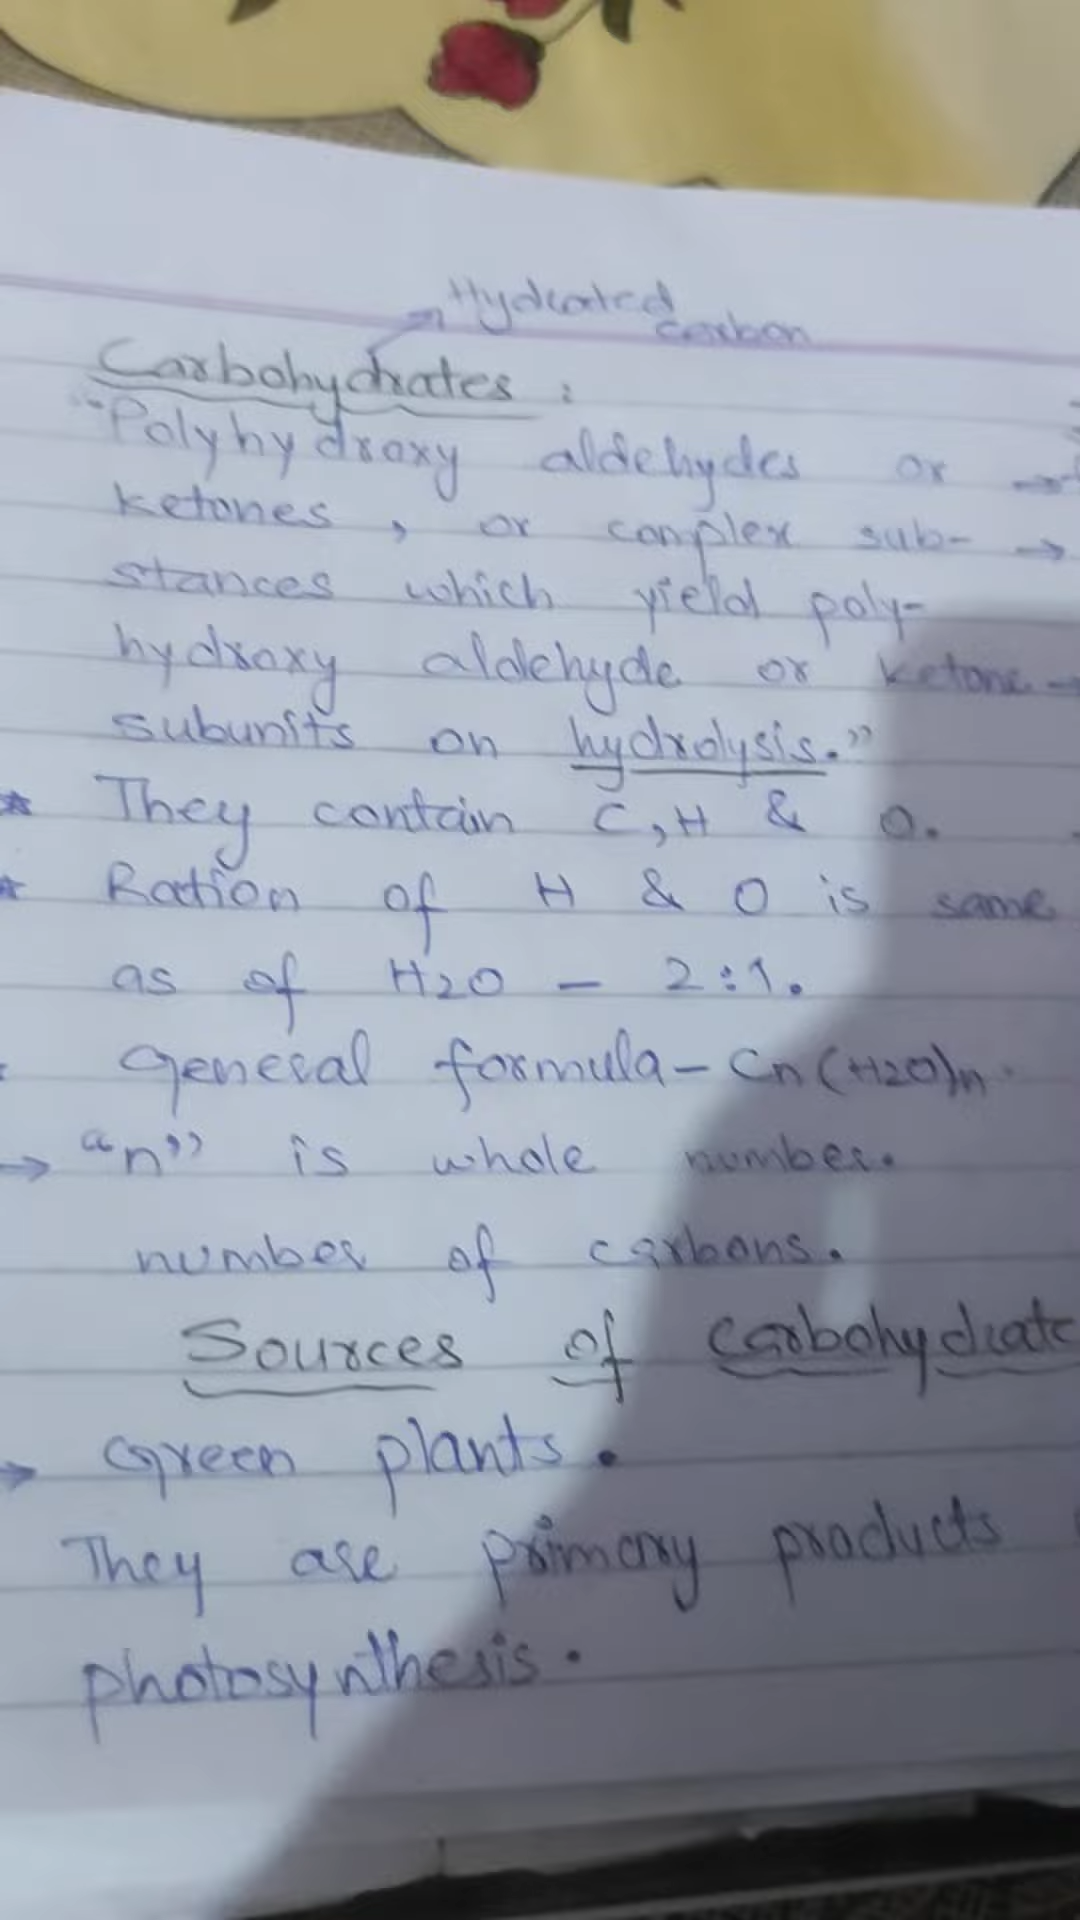 Hydrated
carbon
Carbohydrates :
"Polyhydroxy aldehydes or →
ketones , or complex sub- →
stances which yield poly-
hydroxy aldehyde or ketone →
subunits on hydrolysis."
* They contain C, H & O.
* Ration of H & O is same
as of H2O – 2:1.
General formula – Cn(H2O)n.
→ "n" is whole number.
number of carbons.
Sources of carbohydrate
→ Green plants.
They are primary products
photosynthesis.